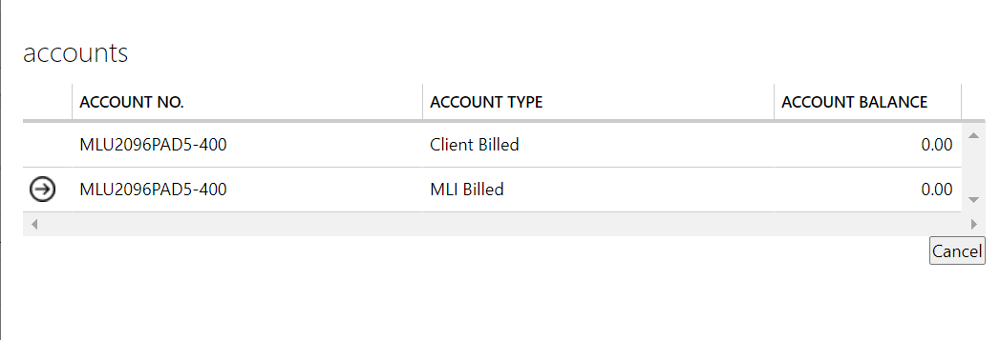 accounts
ACCOUNT NO. ACCOUNT TYPE ACCOUNT BALANCE
MLU2096PAD5-400 Client Billed 0.00
MLU2096PAD5-400 MLI Billed 0.00
Cancel